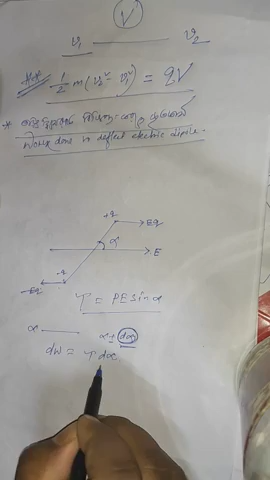 V
v₁ ——— v₂
** ½ m(v₂² - v₁²) = qV
*
Work done in deflect electric dipole.
+q → Eq
α → E
-Eq ← -q
τ = PE sin α
α —— α ± dα
dW = τ dα